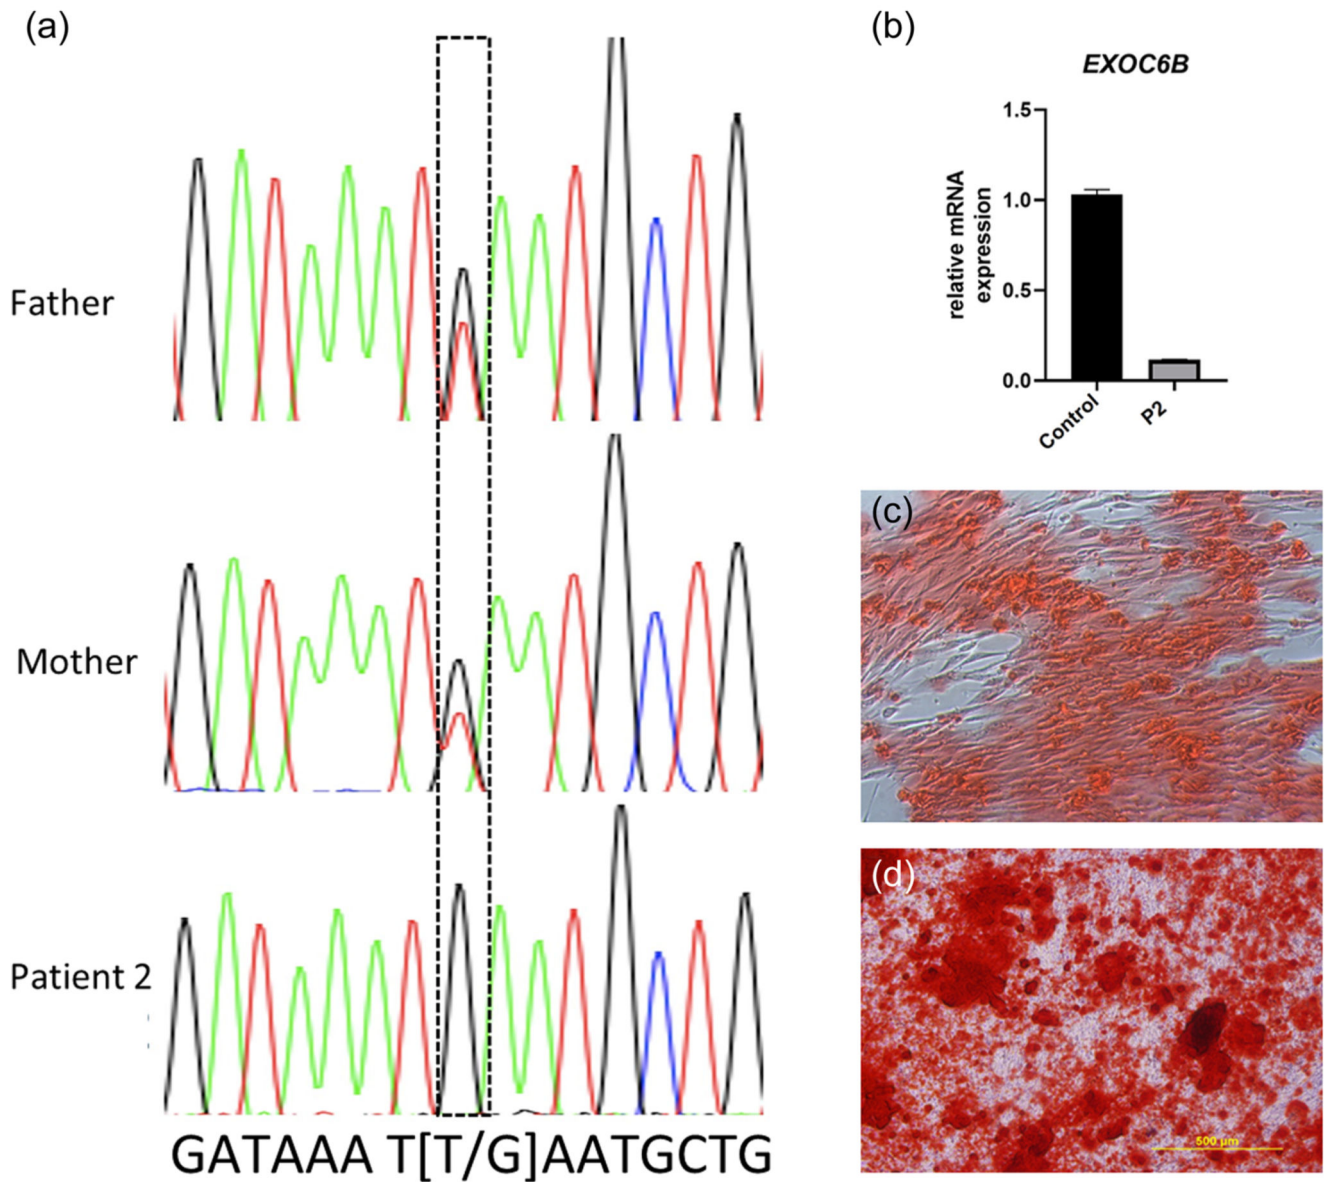 (a)
Father
Mother
Patient 2
GATAAA T[T/G]AATGCTG
(b)
EXOC6B
relative mRNA
expression
1.5
1.0
0.5
0.0
Control
P2
(c)
(d)
500 µm